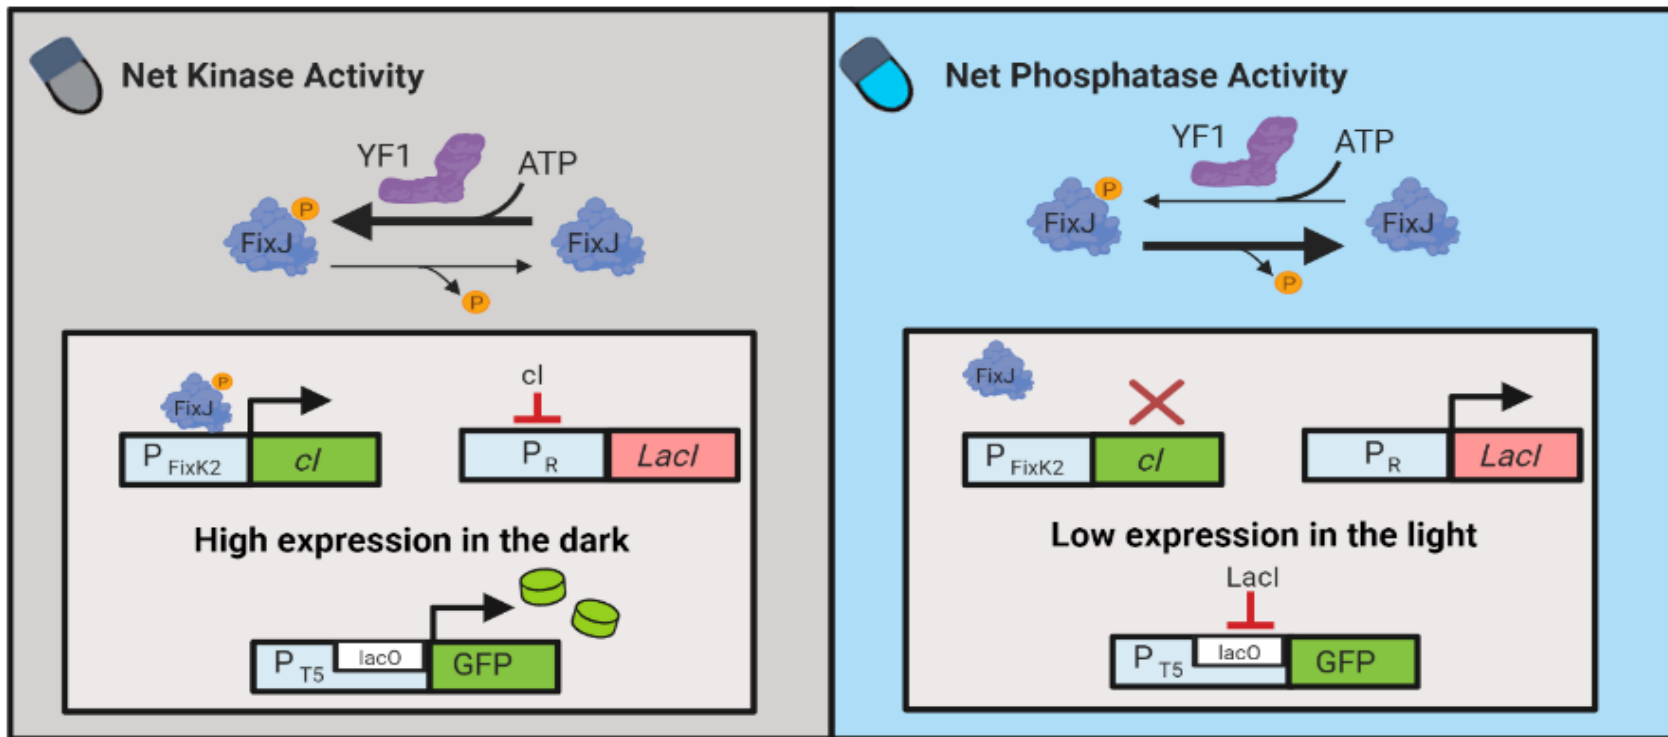 Net Kinase Activity
YF1
ATP
P
FixJ
FixJ
P
P
FixJ
cI
P FixK2 cI
P R LacI
High expression in the dark
lacO
P T5 GFP
Net Phosphatase Activity
YF1
ATP
P
FixJ
FixJ
P
FixJ
P FixK2 cI
P R LacI
Low expression in the light
LacI
lacO
P T5 GFP